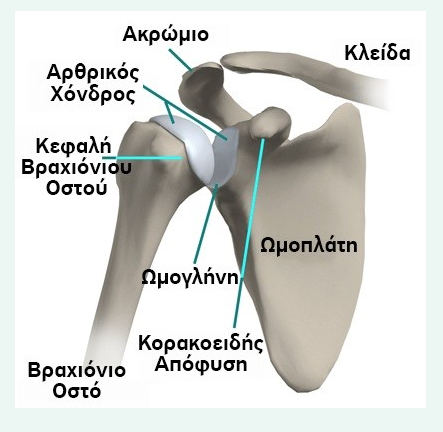 Ακρώμιο
Κλείδα
Αρθρικός
Χόνδρος
Κεφαλή
Βραχιόνιου
Οστού
Ωμοπλάτη
Ωμογλήνη
Κορακοειδής
Απόφυση
Βραχιόνιο
Οστό